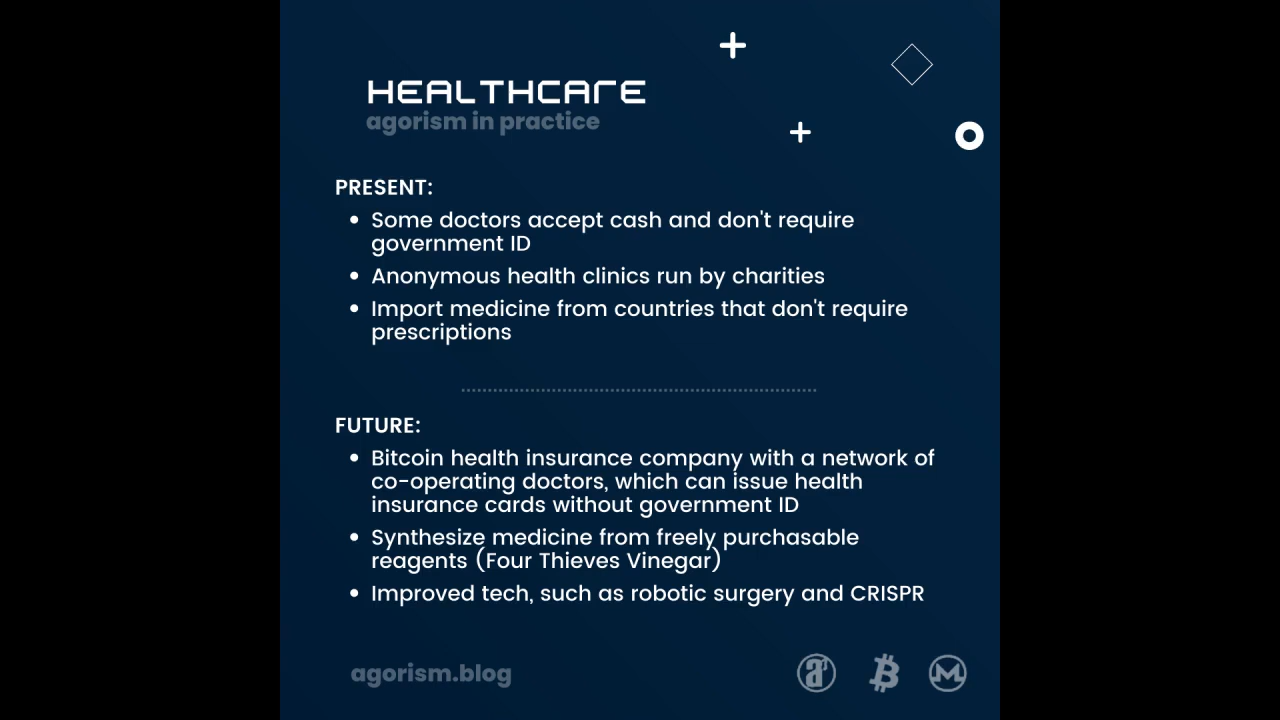 HEALTHCARE
agorism in practice
PRESENT:
• Some doctors accept cash and don't require
government ID
• Anonymous health clinics run by charities
• Import medicine from countries that don't require
prescriptions
FUTURE:
• Bitcoin health insurance company with a network of
co-operating doctors, which can issue health
insurance cards without government ID
• Synthesize medicine from freely purchasable
reagents (Four Thieves Vinegar)
• Improved tech, such as robotic surgery and CRISPR
agorism.blog